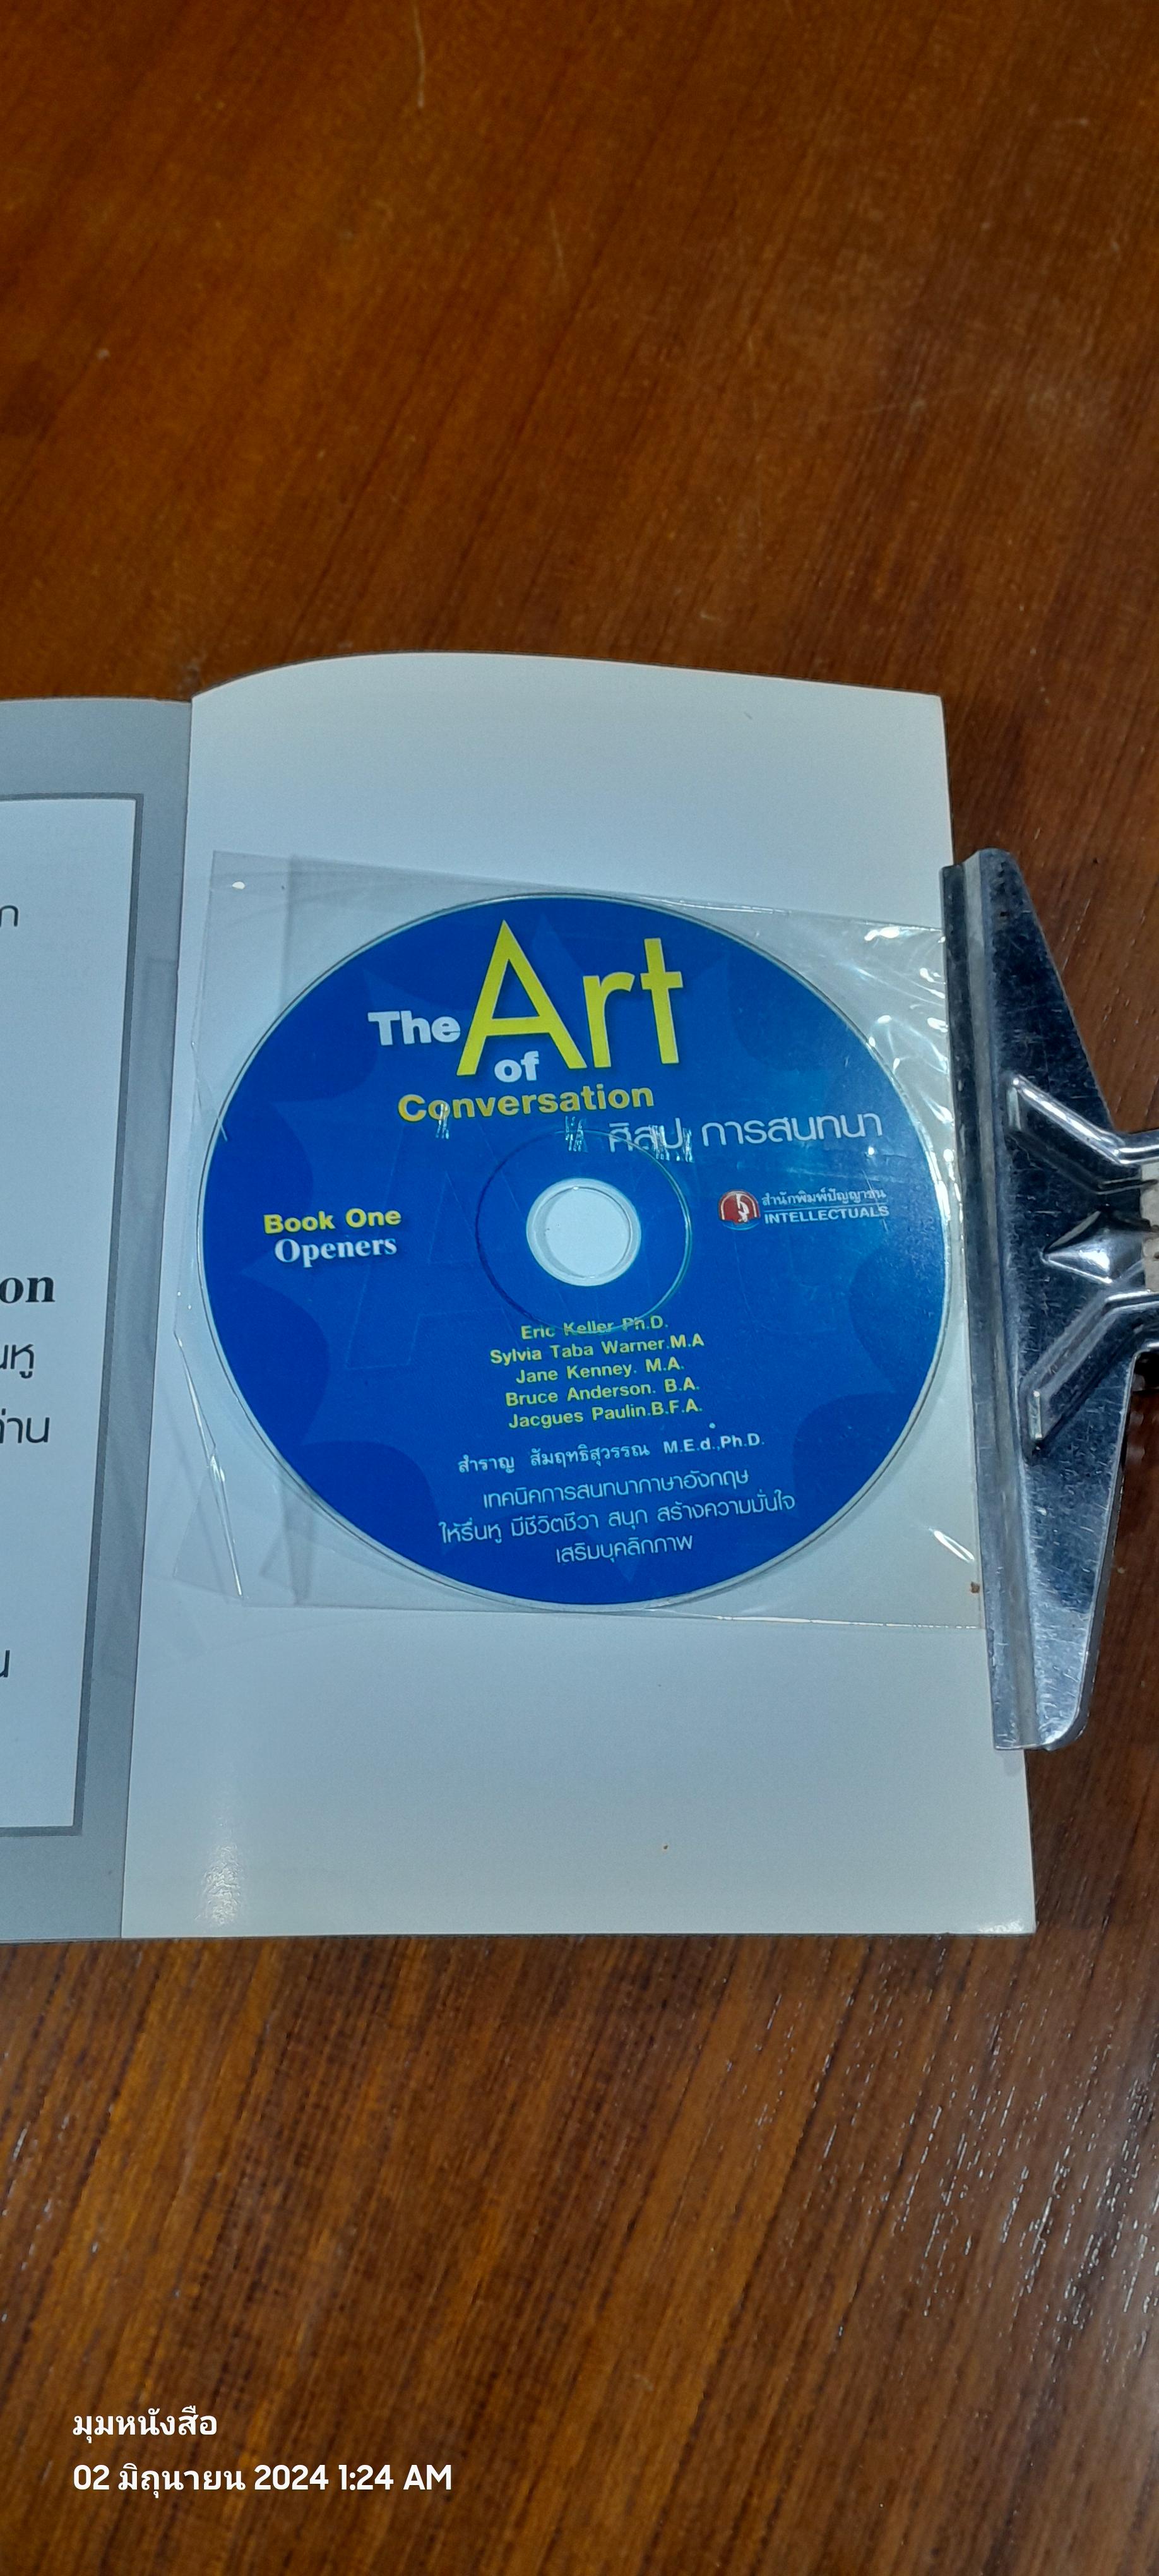 ก
on
นหู
น
The Art
of
Conversation
ศิลป การสนทนา
สำนักพิมพ์ปัญญาชน
INTELLECTUALS
Book One
Openers
Eric Keller Ph.D.
Sylvia Taba Warner.M.A
Jane Kenney. M.A.
Bruce Anderson. B.A.
Jacgues Paulin.B.F.A.
สำราญ สัมฤทธิสุวรรณ M.E.d.,Ph.D.
เทคนิคการสนทนาภาษาอังกฤษ
ให้รื่นหู มีชีวิตชีวา สนุก สร้างความมั่นใจ
เสริมบุคลิกภาพ
มุมหนังสือ
02 มิถุนายน 2024 1:24 AM